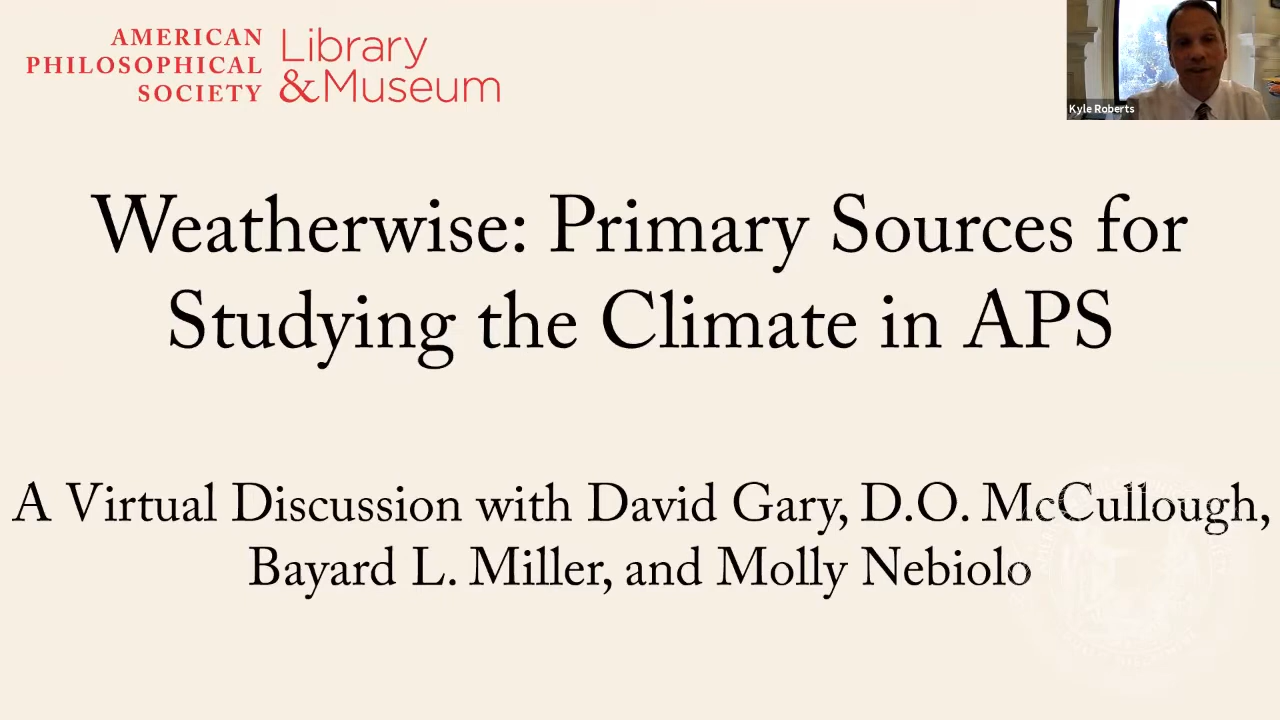 AMERICAN
PHILOSOPHICAL
SOCIETY
Library
&Museum
Kyle Roberts
Weatherwise: Primary Sources for
Studying the Climate in APS
A Virtual Discussion with David Gary, D.O. McCullough,
Bayard L. Miller, and Molly Nebiolo